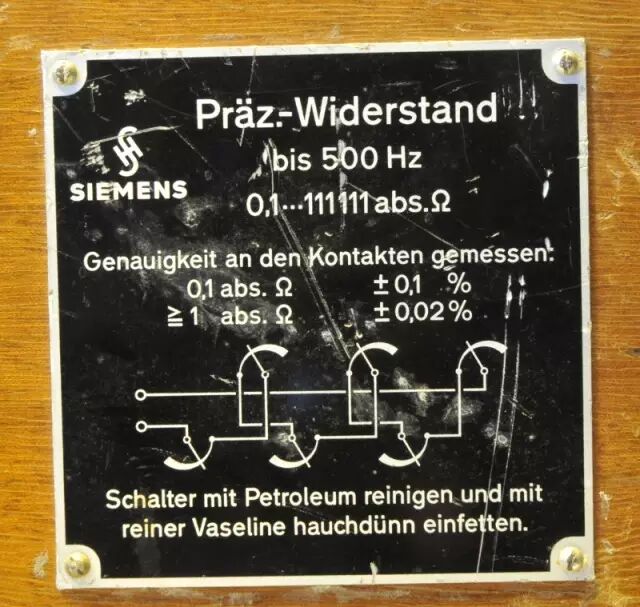 Präz.-Widerstand
bis 500 Hz
SIEMENS
0,1...111111 abs. Ω
Genauigkeit an den Kontakten gemessen:
0,1 abs. Ω ±0,1 %
≧ 1 abs. Ω ±0,02 %
Schalter mit Petroleum reinigen und mit
reiner Vaseline hauchdünn einfetten.